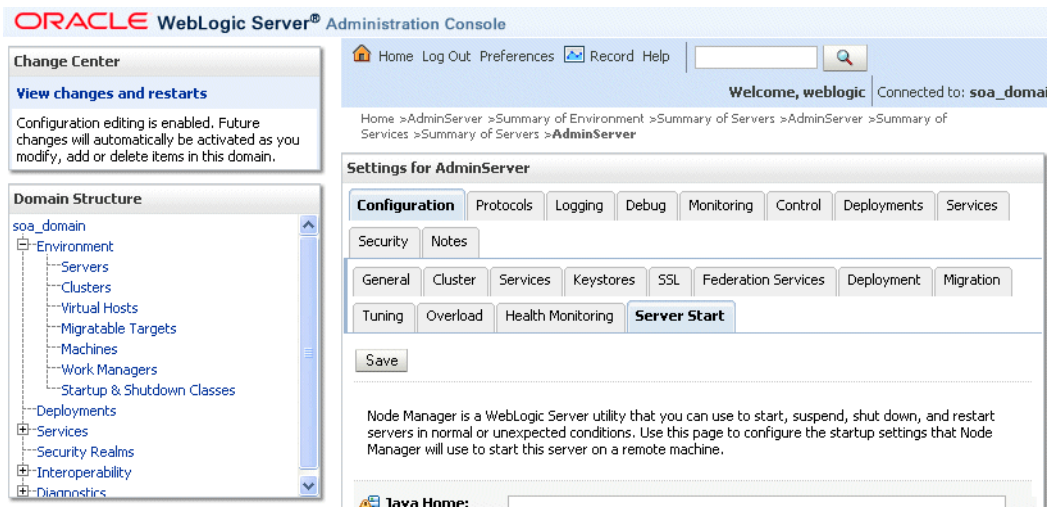 ORACLE WebLogic Server® Administration Console
Change Center
View changes and restarts
Configuration editing is enabled. Future
changes will automatically be activated as you
modify, add or delete items in this domain.
Domain Structure
soa_domain
Environment
Servers
Clusters
Virtual Hosts
Migratable Targets
Machines
Work Managers
Startup & Shutdown Classes
Deployments
Services
Security Realms
Interoperability
Diagnostics
Home Log Out Preferences Record Help
Welcome, weblogic Connected to: soa_domai
Home >AdminServer >Summary of Environment >Summary of Servers >AdminServer >Summary of
Services >Summary of Servers >AdminServer
Settings for AdminServer
Configuration Protocols Logging Debug Monitoring Control Deployments Services
Security Notes
General Cluster Services Keystores SSL Federation Services Deployment Migration
Tuning Overload Health Monitoring Server Start
Save
Node Manager is a WebLogic Server utility that you can use to start, suspend, shut down, and restart
servers in normal or unexpected conditions. Use this page to configure the startup settings that Node
Manager will use to start this server on a remote machine.
Java Home: